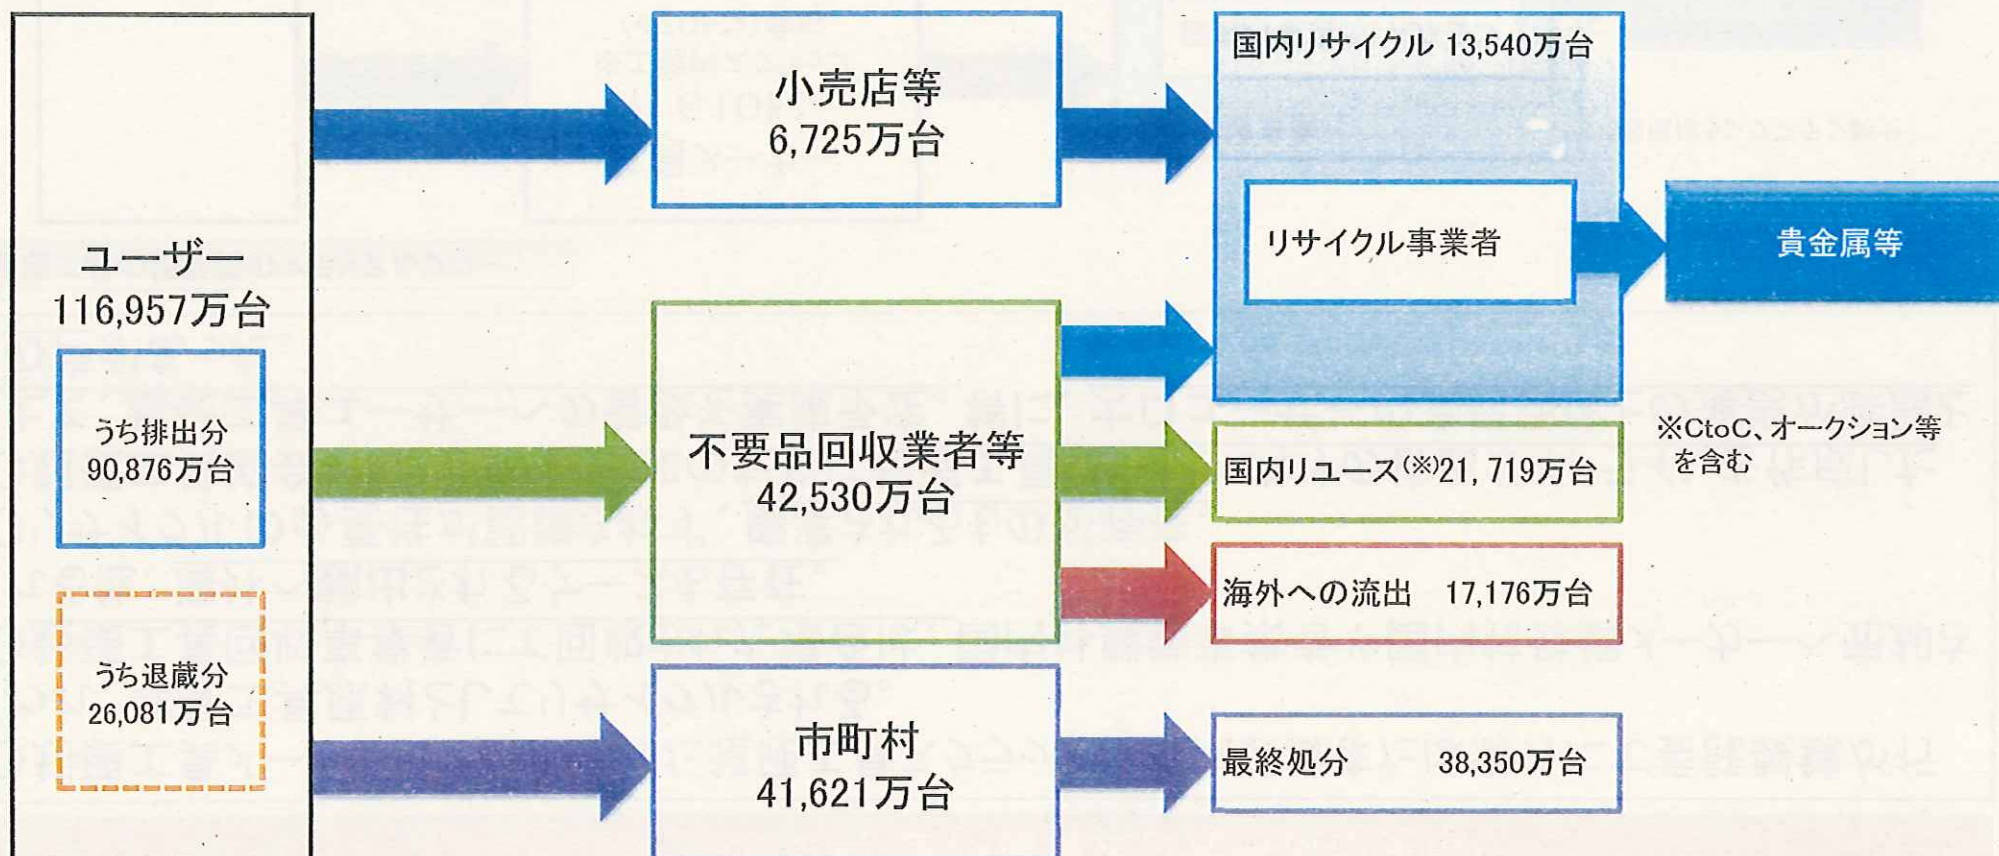 ユーザー
116,957万台
うち排出分
90,876万台
うち退蔵分
26,081万台
小売店等
6,725万台
不要品回収業者等
42,530万台
市町村
41,621万台
国内リサイクル 13,540万台
リサイクル事業者
貴金属等
国内リユース(※)21,719万台
※CtoC、オークション等
を含む
海外への流出 17,176万台
最終処分 38,350万台